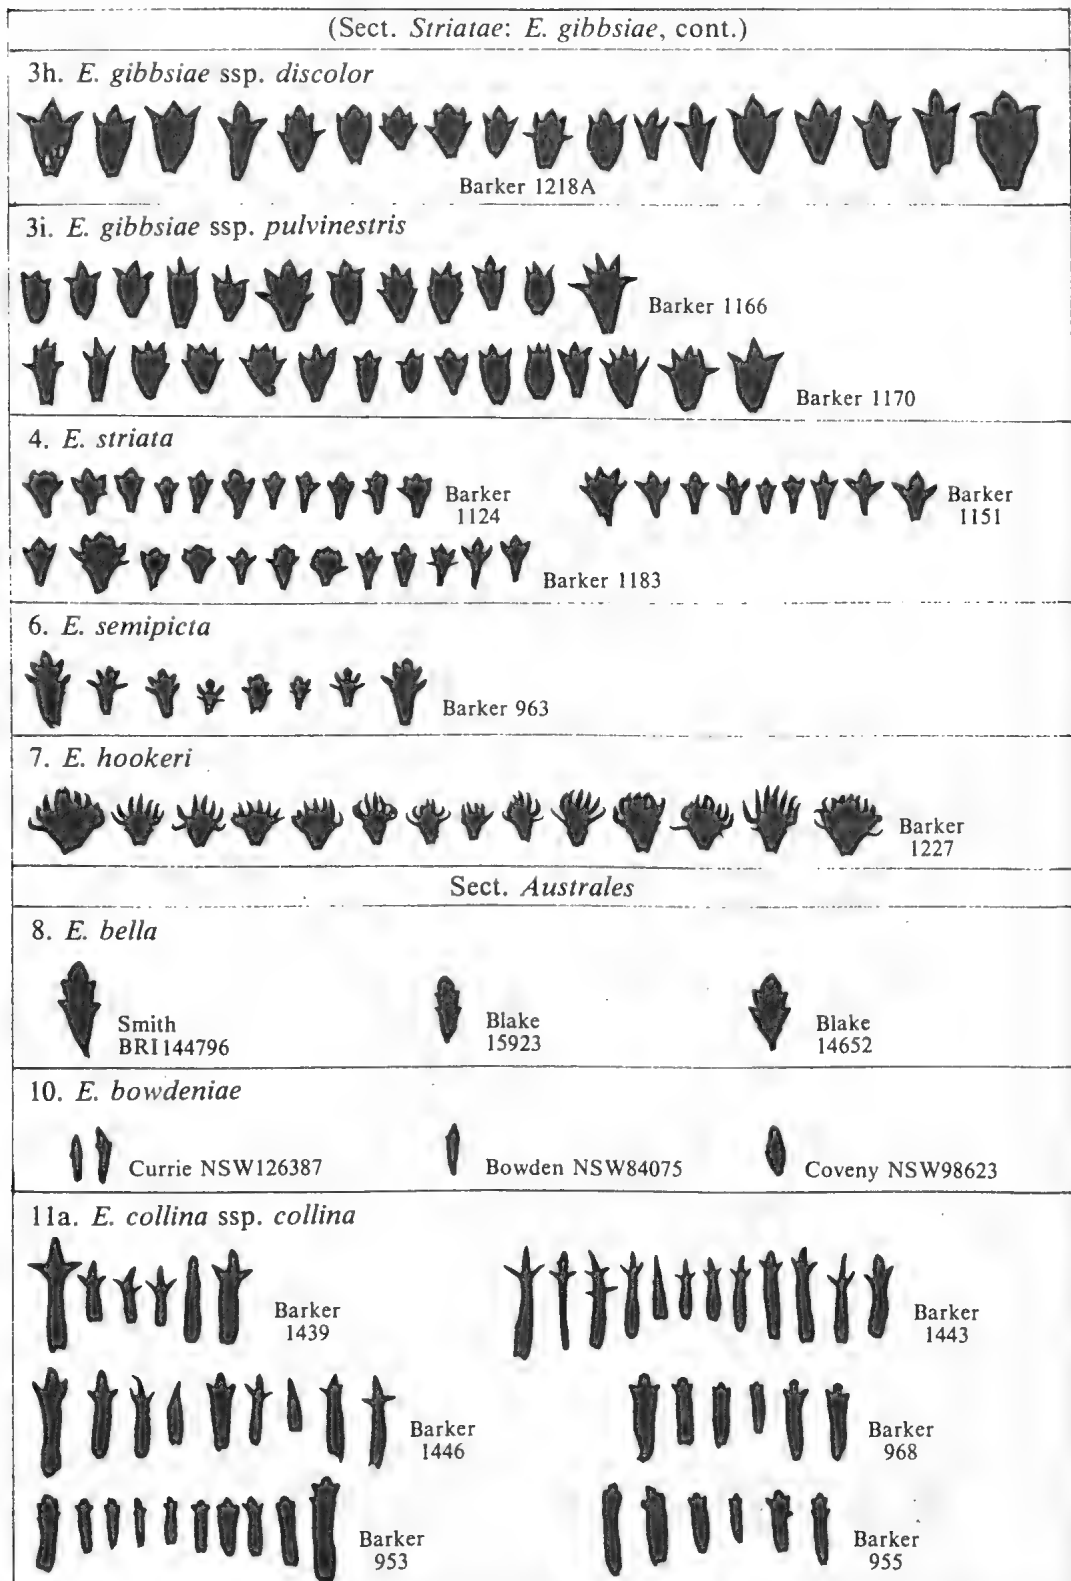 (Sect. Striatae: E. gibbsiae, cont.)
3h. E. gibbsiae ssp. discolor
Barker 1218A
3i. E. gibbsiae ssp. pulvinestris
Barker 1166
Barker 1170
4. E. striata
Barker
1124
Barker
1151
Barker 1183
6. E. semipicta
Barker 963
7. E. hookeri
Barker
1227
Sect. Australes
8. E. bella
Smith
BRI144796
Blake
15923
Blake
14652
10. E. bowdeniae
Currie NSW126387
Bowden NSW84075
Coveny NSW98623
11a. E. collina ssp. collina
Barker
1439
Barker
1443
Barker
1446
Barker
968
Barker
953
Barker
955